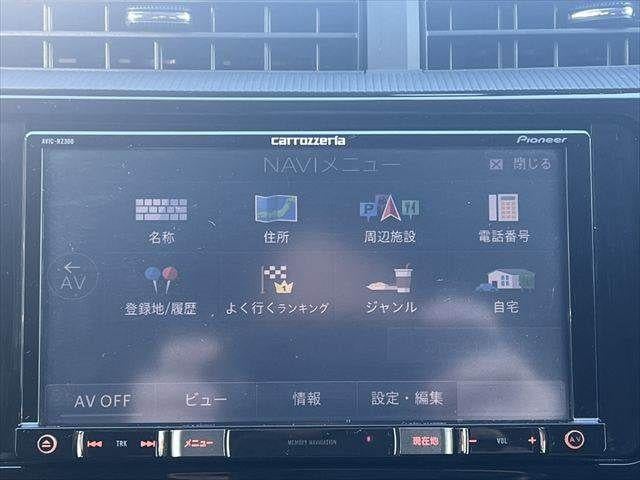 AVIC-RZ300
carrozzeria
Pioneer
NAVIメニュー
閉じる
名称
住所
周辺施設
電話番号
AV
登録地/履歴
よく行くランキング
ジャンル
自宅
AV OFF
ビュー
情報
設定・編集
TRK
メニュー
MEMORY NAVIGATION
現在地
VOL
AV